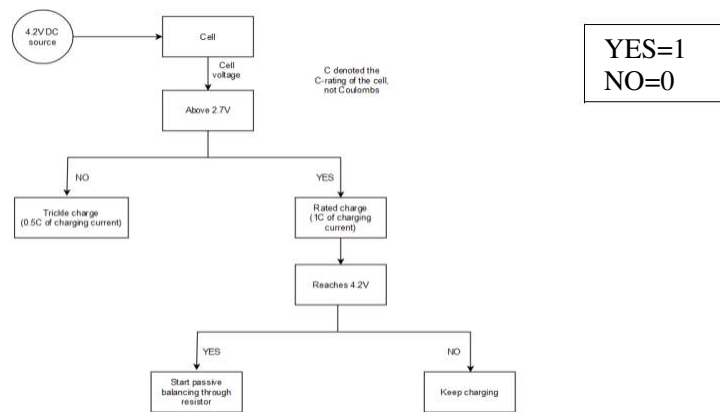 4.2V DC
source
Cell
Cell
voltage
C denoted the
C-rating of the cell,
not Coulombs
YES=1
NO=0
Above 2.7V
NO
YES
Trickle charge
(0.5C of charging current)
Rated charge
(1C of charging
current)
Reaches 4.2V
YES
NO
Start passive
balancing through
resistor
Keep charging